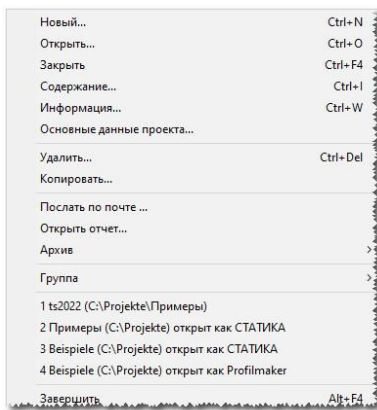 Новый... Ctrl+N
Открыть... Ctrl+O
Закрыть Ctrl+F4
Содержание... Ctrl+I
Информация... Ctrl+W
Основные данные проекта...
Удалить... Ctrl+Del
Копировать...
Послать по почте ...
Открыть отчет...
Архив
Группа
1 ts2022 (C:\Projekte\Примеры)
2 Примеры (C:\Projekte) открыт как СТАТИКА
3 Beispiele (C:\Projekte) открыт как СТАТИКА
4 Beispiele (C:\Projekte) открыт как Profilmaker
Завершить Alt+F4